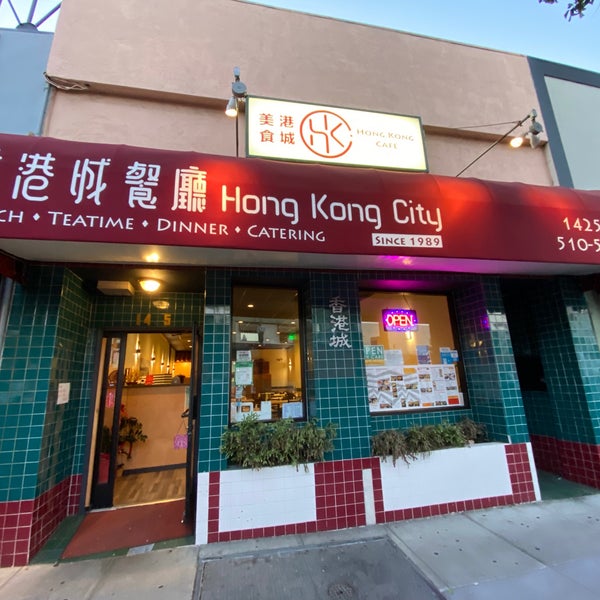 美港
食城
HK
HONG KONG
CAFE
港城餐廳 Hong Kong City
CH ♦ TEATIME ♦ DINNER ♦ CATERING
SINCE 1989
1425
510-5
香港城
OPEN